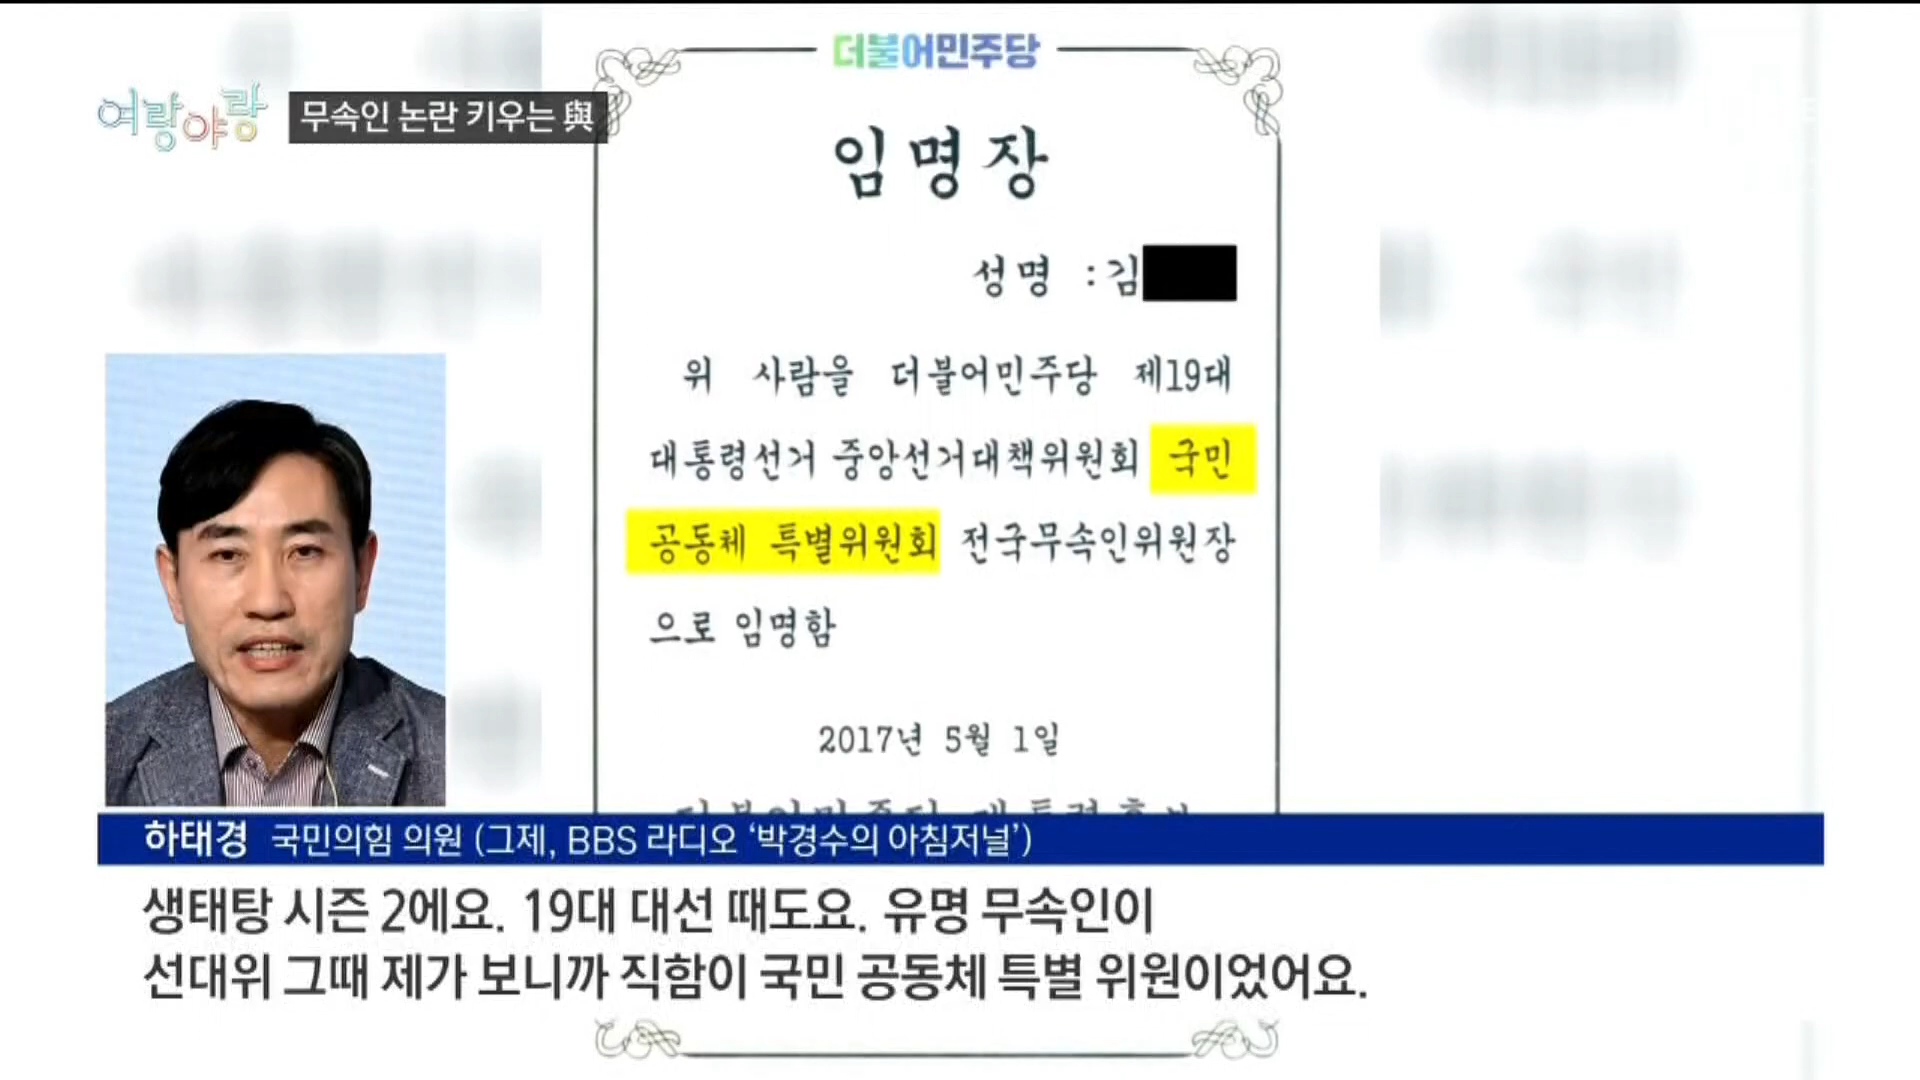 더불어민주당
여랑야랑
무속인 논란 키우는 與
임명장
성명 : 김
위 사람을 더불어민주당 제19대
대통령선거 중앙선거대책위원회 국민
공동체 특별위원회 전국무속인위원장
으로 임명함
2017년 5월 1일
하태경 국민의힘 의원 (그제, BBS 라디오 ‘박경수의 아침저널’)
생태탕 시즌 2에요. 19대 대선 때도요. 유명 무속인이
선대위 그때 제가 보니까 직함이 국민 공동체 특별 위원이었어요.